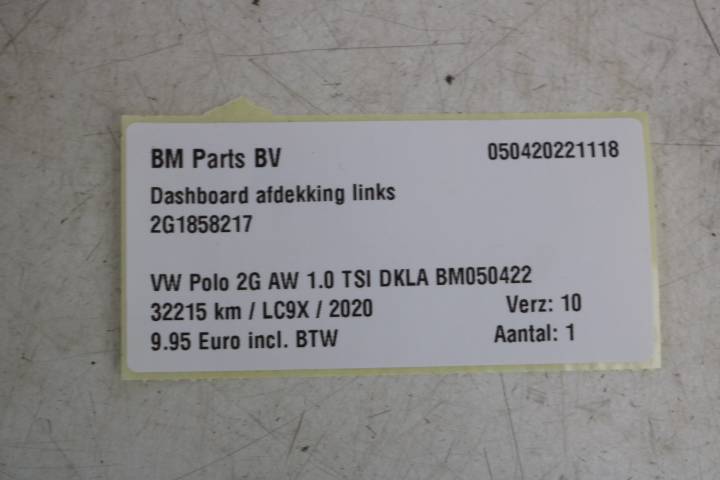 BM Parts BV 050420221118
Dashboard afdekking links
2G1858217
VW Polo 2G AW 1.0 TSI DKLA BM050422
32215 km / LC9X / 2020 Verz: 10
9.95 Euro incl. BTW Aantal: 1